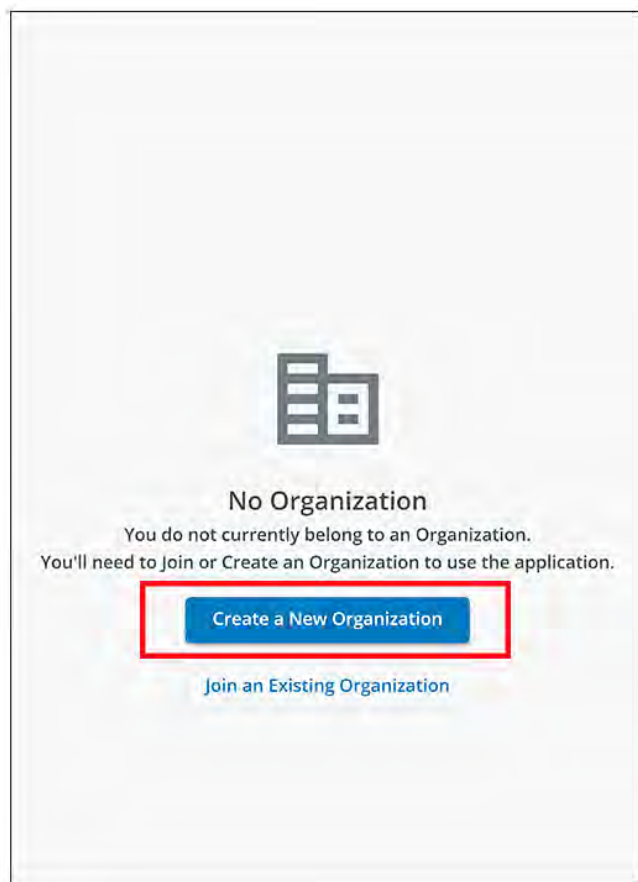 No Organization
You do not currently belong to an Organization.
You'll need to Join or Create an Organization to use the application.
Create a New Organization
Join an Existing Organization